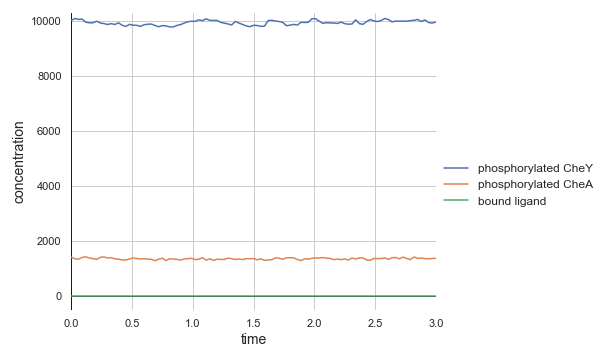 10000
8000
6000
4000
2000
0
concentration
0.0 0.5 1.0 1.5 2.0 2.5 3.0
time
phosphorylated CheY
phosphorylated CheA
bound ligand